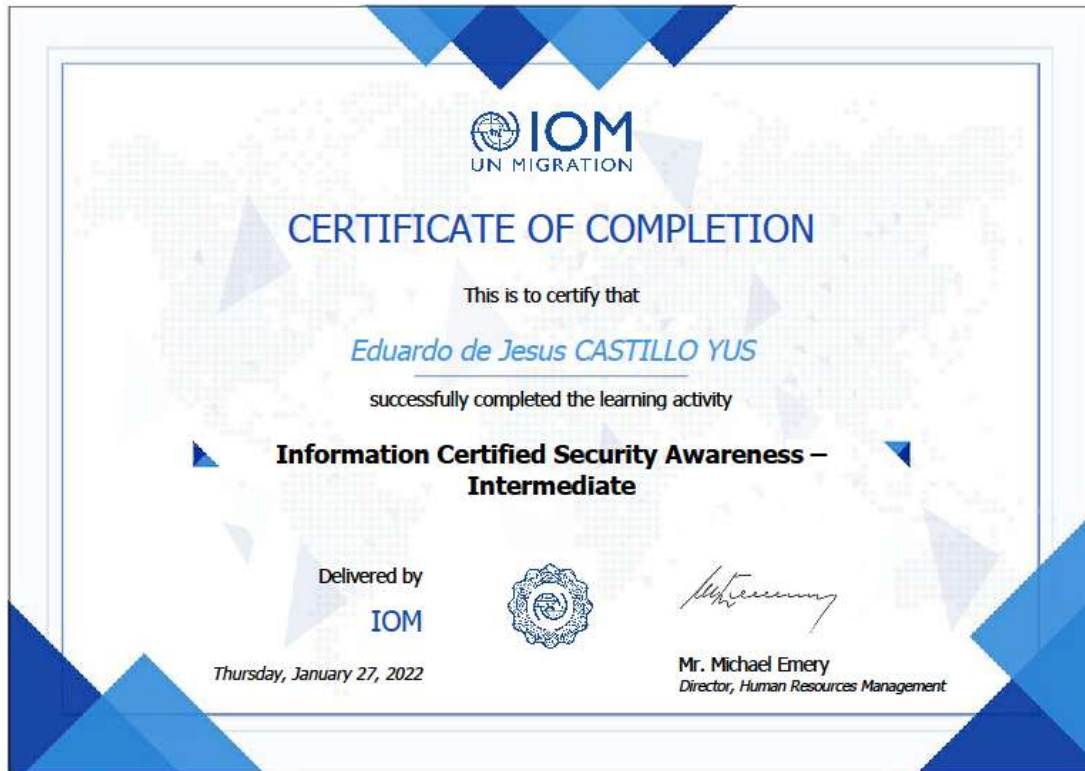 IOM
UN MIGRATION
CERTIFICATE OF COMPLETION
This is to certify that
Eduardo de Jesus CASTILLO YUS
successfully completed the learning activity
Information Certified Security Awareness –
Intermediate
Delivered by
IOM
Thursday, January 27, 2022
Mr. Michael Emery
Director, Human Resources Management